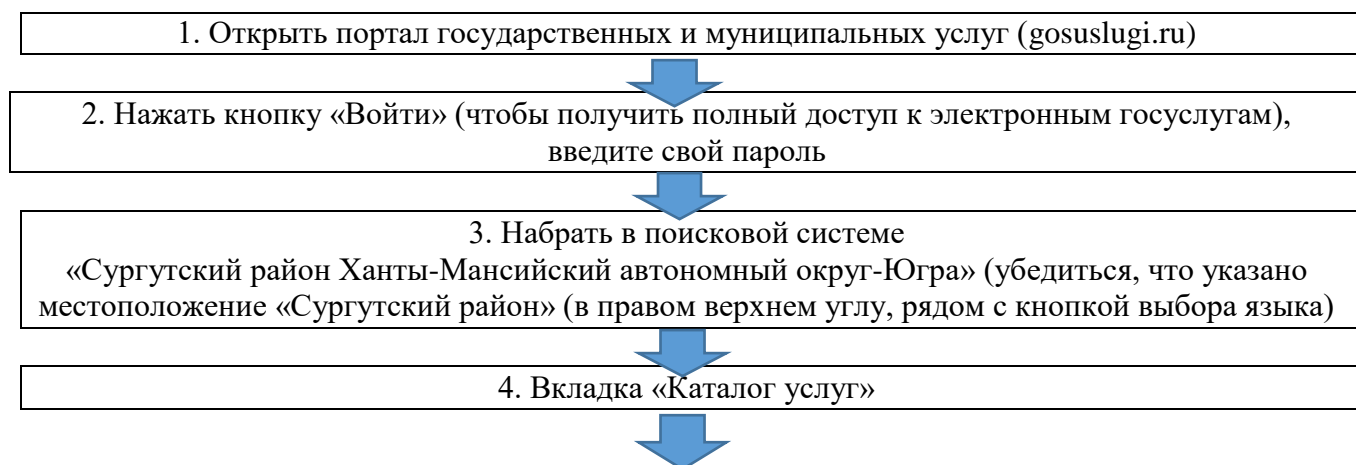 1. Открыть портал государственных и муниципальных услуг (gosuslugi.ru)
2. Нажать кнопку «Войти» (чтобы получить полный доступ к электронным госуслугам),
введите свой пароль
3. Набрать в поисковой системе
«Сургутский район Ханты-Мансийский автономный округ-Югра» (убедиться, что указано
местоположение «Сургутский район» (в правом верхнем углу, рядом с кнопкой выбора языка)
4. Вкладка «Каталог услуг»